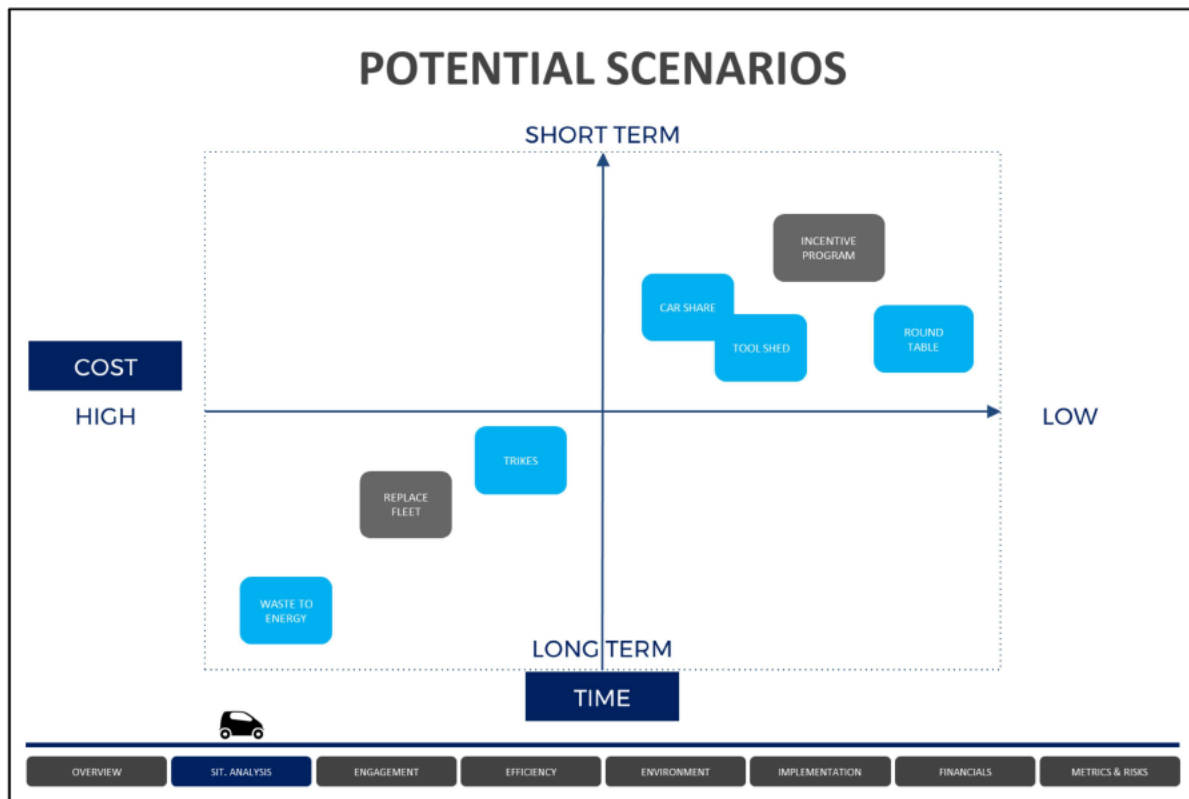 POTENTIAL SCENARIOS
SHORT TERM
INCENTIVE
PROGRAM
CAR SHARE
TOOL SHED
ROUND
TABLE
COST
HIGH
LOW
TRIKES
REPLACE
FLEET
WASTE TO
ENERGY
LONG TERM
TIME
OVERVIEW
SIT. ANALYSIS
ENGAGEMENT
EFFICIENCY
ENVIRONMENT
IMPLEMENTATION
FINANCIALS
METRICS & RISKS